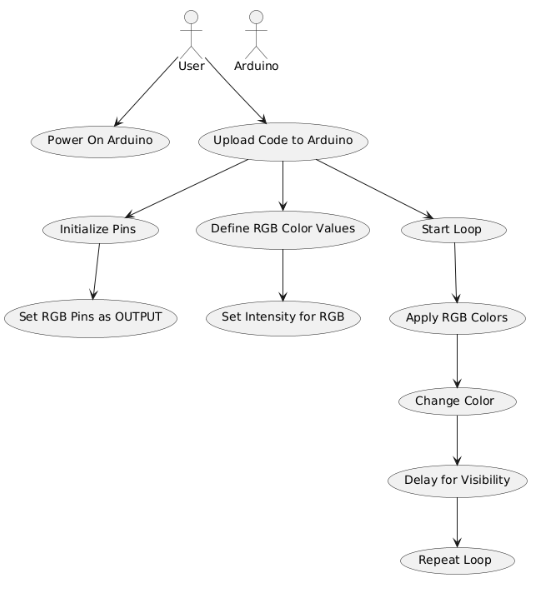 User
Arduino
Power On Arduino
Upload Code to Arduino
Initialize Pins
Define RGB Color Values
Start Loop
Set RGB Pins as OUTPUT
Set Intensity for RGB
Apply RGB Colors
Change Color
Delay for Visibility
Repeat Loop